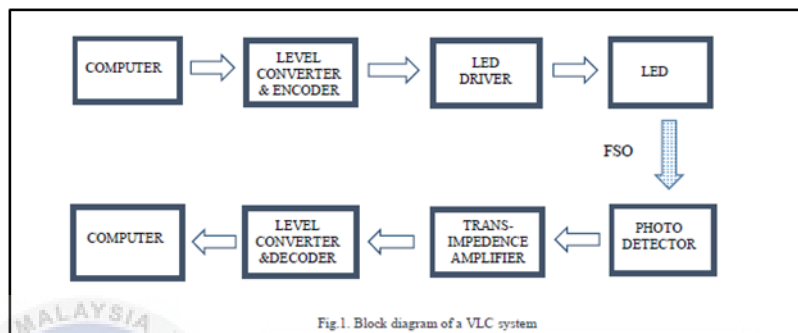 COMPUTER
LEVEL
CONVERTER
& ENCODER
LED
DRIVER
LED
FSO
COMPUTER
LEVEL
CONVERTER
&DECODER
TRANS-
IMPEDENCE
AMPLIFIER
PHOTO
DETECTOR
MALAYSIA
Fig.1. Block diagram of a VLC system